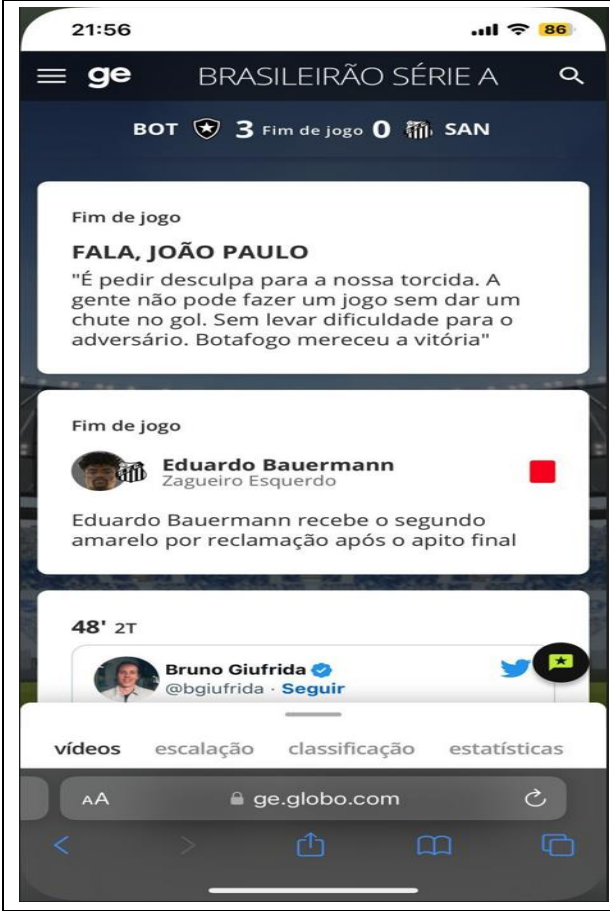 21:56
86
ge BRASILEIRÃO SÉRIE A
BOT 3 Fim de jogo 0 SAN
Fim de jogo
FALA, JOÃO PAULO
"É pedir desculpa para a nossa torcida. A
gente não pode fazer um jogo sem dar um
chute no gol. Sem levar dificuldade para o
adversário. Botafogo mereceu a vitória"
Fim de jogo
Eduardo Bauermann
Zagueiro Esquerdo
Eduardo Bauermann recebe o segundo
amarelo por reclamação após o apito final
48' 2T
Bruno Giufrida
@bgiufrida · Seguir
vídeos escalação classificação estatísticas
AA ge.globo.com